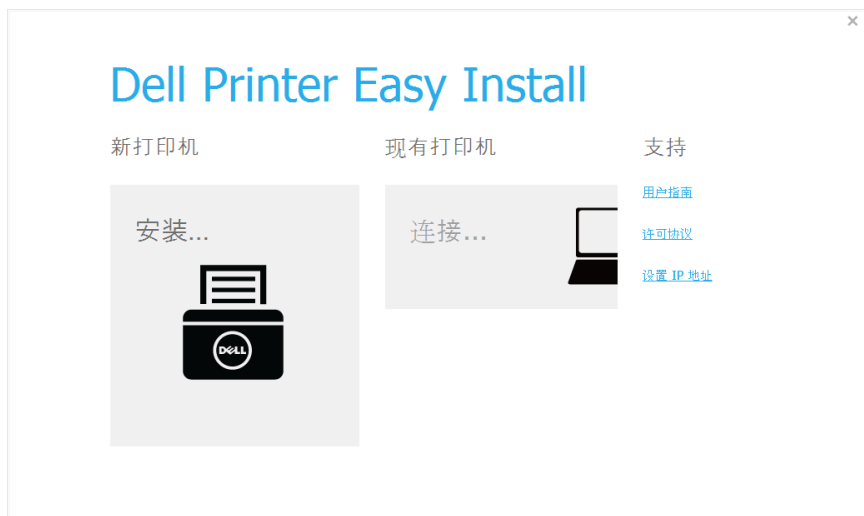 Dell Printer Easy Install
新打印机
现有打印机
支持
安装...
连接...
用户指南
许可协议
设置 IP 地址
DELL